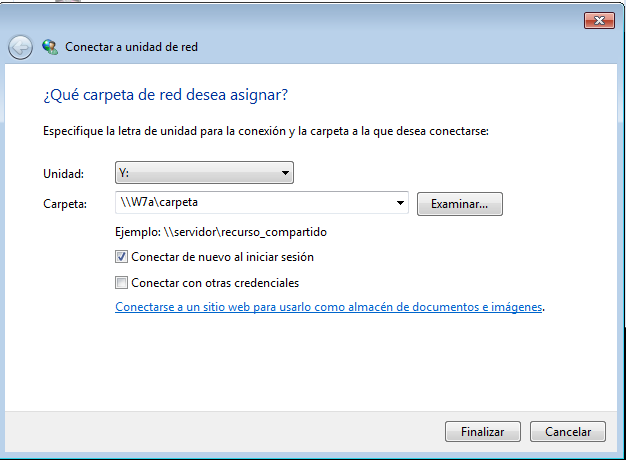 Conectar a unidad de red
¿Qué carpeta de red desea asignar?
Especifique la letra de unidad para la conexión y la carpeta a la que desea conectarse:
Unidad: Y:
Carpeta: \\W7a\carpeta Examinar...
Ejemplo: \\servidor\recurso_compartido
Conectar de nuevo al iniciar sesión
Conectar con otras credenciales
Conectarse a un sitio web para usarlo como almacén de documentos e imágenes.
Finalizar Cancelar